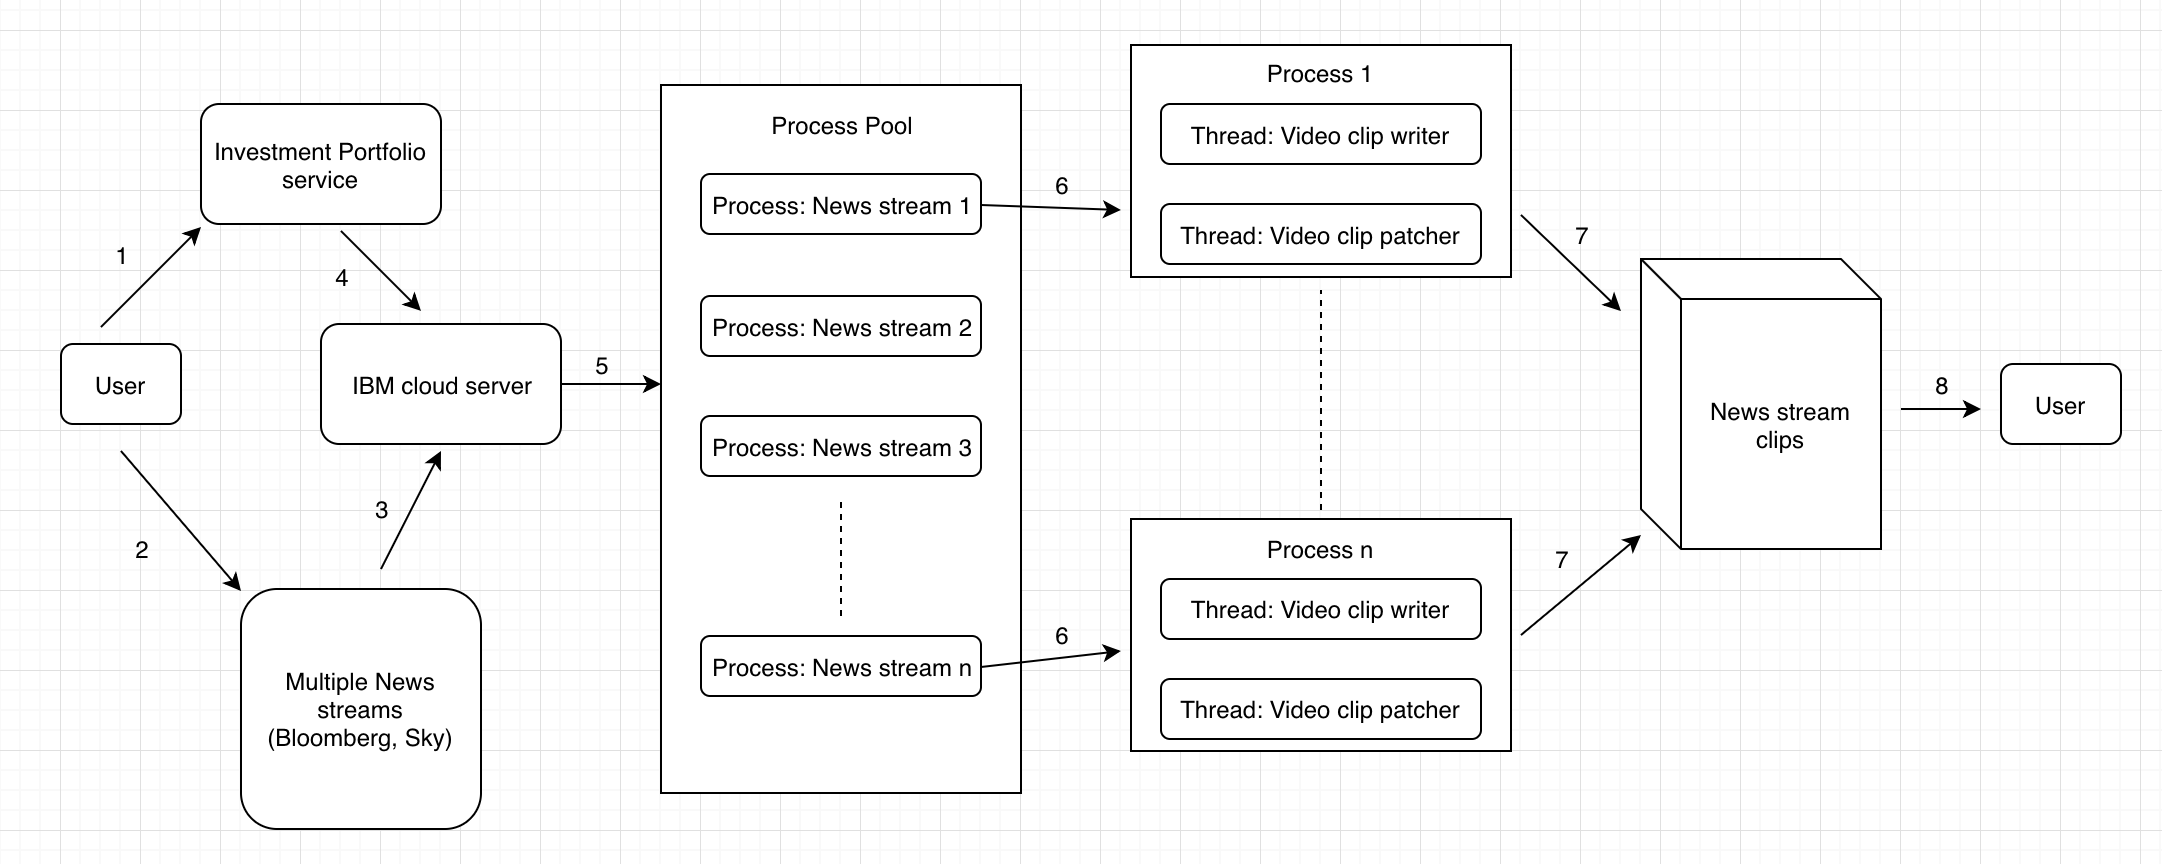 Investment Portfolio
service
1
4
User
IBM cloud server
2
3
Multiple News
streams
(Bloomberg, Sky)
5
Process Pool
Process: News stream 1
Process: News stream 2
Process: News stream 3
Process: News stream n
6
6
Process 1
Thread: Video clip writer
Thread: Video clip patcher
Process n
Thread: Video clip writer
Thread: Video clip patcher
7
7
News stream
clips
8
User